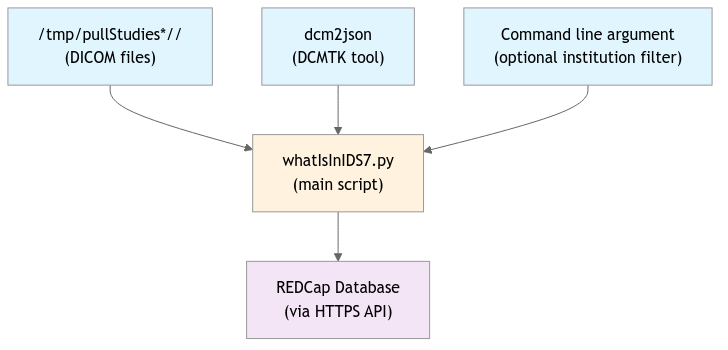 /tmp/pullStudies*//
(DICOM files)
dcm2json
(DCMTK tool)
Command line argument
(optional institution filter)
whatIsInIDS7.py
(main script)
REDCap Database
(via HTTPS API)